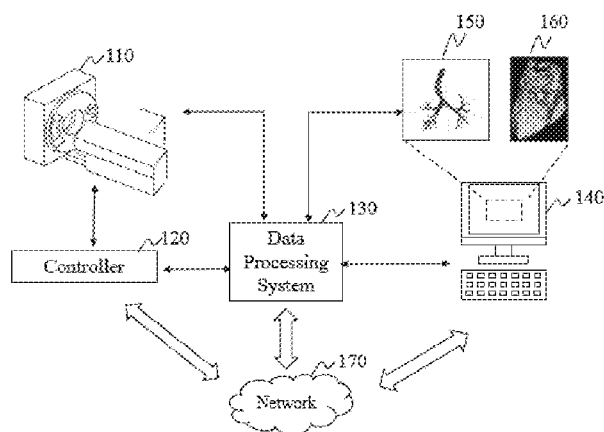 110
150
160
130
140
120
Data
Processing
System
Controller
170
Network